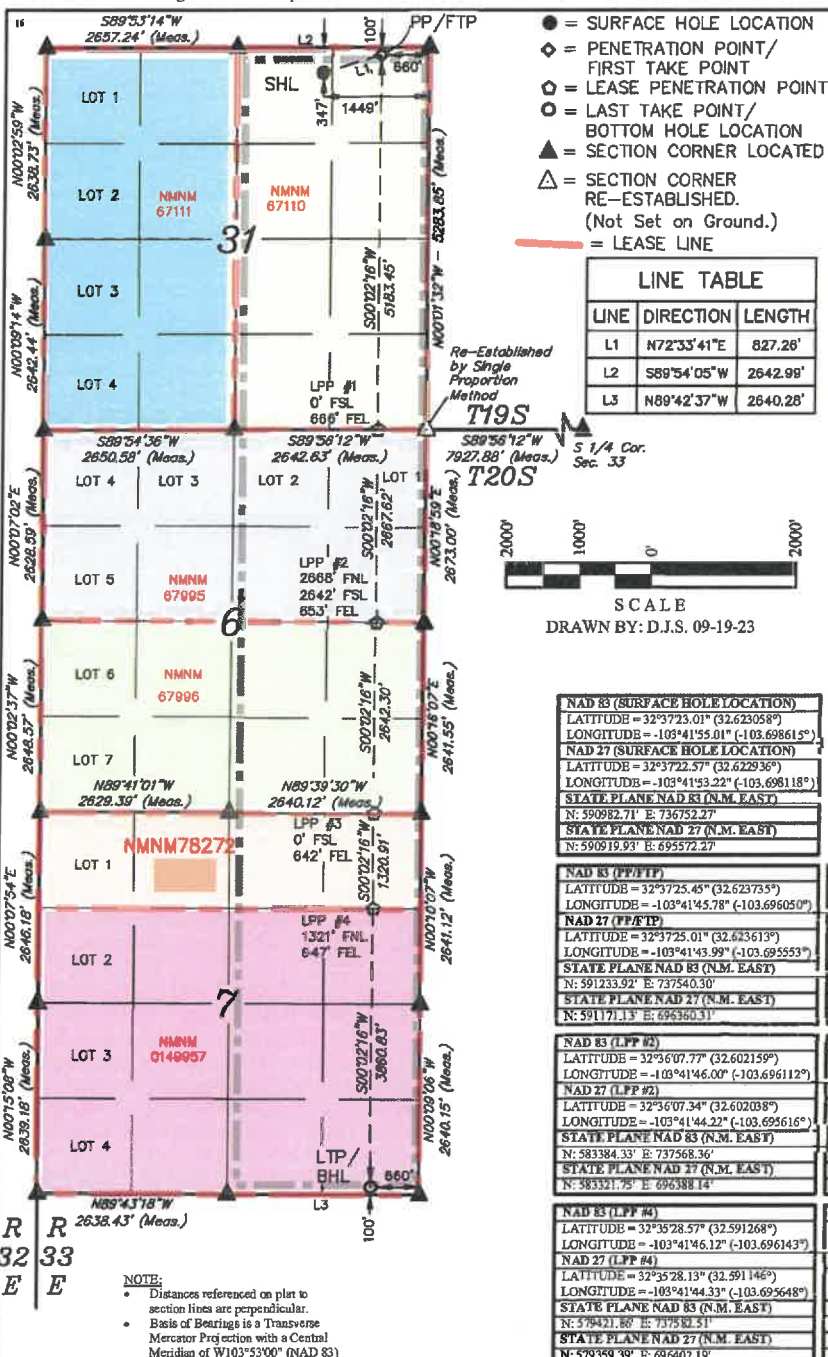 16
S89°53'14"W
2657.24' (Meas.)
L2
100'
PP/FTP
L1
660'
SHL
347'
1449'
LOT 1
N00°02'59"W
2638.73' (Meas.)
LOT 2
NMNM
67111
NMNM
67110
31
N00°01'32"W - 5283.85' (Meas.)
S00°02'16"W
5183.45'
LOT 3
N00°09'14"W
2642.44' (Meas.)
LOT 4
LPP #1
0' FSL
666' FEL
Re-Established
by Single
Proportion
Method
T19S
S89°54'36"W
2650.58' (Meas.)
S89°56'12"W
2642.63' (Meas.)
S89°56'12"W
7927.88' (Meas.)
T20S
S 1/4 Cor.
Sec. 33
LOT 4
LOT 3
LOT 2
LOT 1
N00°07'02"E
2628.59' (Meas.)
S00°02'16"W
2667.62'
N00°18'59"E
2673.00' (Meas.)
LOT 5
NMNM
67995
LPP #2
2668' FNL
2642' FSL
653' FEL
6
LOT 6
NMNM
67996
N00°02'37"W
2648.57' (Meas.)
S00°02'16"W
2642.30'
N00°16'07"E
2641.55' (Meas.)
LOT 7
N89°41'01"W
2629.39' (Meas.)
N89°39'30"W
2640.12' (Meas.)
NMNM78272
LPP #3
0' FSL
642' FEL
S00°02'16"W
1320.91'
LOT 1
N00°07'54"E
2646.18' (Meas.)
N00°10'07"W
2641.12' (Meas.)
LPP #4
1321' FNL
647' FEL
LOT 2
7
LOT 3
NMNM
0149957
S00°02'16"W
3860.83'
N00°15'08"W
2639.18' (Meas.)
N00°09'06"W
2640.15' (Meas.)
LOT 4
LTP/
BHL
660'
100'
L3
N89°43'18"W
2638.43' (Meas.)
R R
32 33
E E
NOTE:
• Distances referenced on plat to
section lines are perpendicular.
• Basis of Bearings is a Transverse
Mercator Projection with a Central
Meridian of W103°53'00" (NAD 83)
= SURFACE HOLE LOCATION
= PENETRATION POINT/
FIRST TAKE POINT
= LEASE PENETRATION POINT
= LAST TAKE POINT/
BOTTOM HOLE LOCATION
= SECTION CORNER LOCATED
= SECTION CORNER
RE-ESTABLISHED.
(Not Set on Ground.)
= LEASE LINE
LINE TABLE
LINE DIRECTION LENGTH
L1 N72°33'41"E 827.26'
L2 S89°54'05"W 2642.99'
L3 N89°42'37"W 2640.28'
2000' 1000' 0' 2000'
SCALE
DRAWN BY: D.J.S. 09-19-23
NAD 83 (SURFACE HOLE LOCATION)
LATITUDE = 32°37'23.01" (32.623058°)
LONGITUDE = -103°41'55.01" (-103.698615°)
NAD 27 (SURFACE HOLE LOCATION)
LATITUDE = 32°37'22.57" (32.622936°)
LONGITUDE = -103°41'53.22" (-103.698118°)
STATE PLANE NAD 83 (N.M. EAST)
N: 590982.71' E: 736752.27'
STATE PLANE NAD 27 (N.M. EAST)
N: 590919.93' E: 695572.27'
NAD 83 (PP/FTP)
LATITUDE = 32°37'25.45" (32.623735°)
LONGITUDE = -103°41'45.78" (-103.696050°)
NAD 27 (PP/FTP)
LATITUDE = 32°37'25.01" (32.623613°)
LONGITUDE = -103°41'43.99" (-103.695553°)
STATE PLANE NAD 83 (N.M. EAST)
N: 591233.92' E: 737540.30'
STATE PLANE NAD 27 (N.M. EAST)
N: 591171.13' E: 696360.31'
NAD 83 (LPP #2)
LATITUDE = 32°36'07.77" (32.602159°)
LONGITUDE = -103°41'46.00" (-103.696112°)
NAD 27 (LPP #2)
LATITUDE = 32°36'07.34" (32.602038°)
LONGITUDE = -103°41'44.22" (-103.695616°)
STATE PLANE NAD 83 (N.M. EAST)
N: 583384.33' E: 737568.36'
STATE PLANE NAD 27 (N.M. EAST)
N: 583321.75' E: 696388.14'
NAD 83 (LPP #4)
LATITUDE = 32°35'28.57" (32.591268°)
LONGITUDE = -103°41'46.12" (-103.696143°)
NAD 27 (LPP #4)
LATITUDE = 32°35'28.13" (32.591146°)
LONGITUDE = -103°41'44.33" (-103.695648°)
STATE PLANE NAD 83 (N.M. EAST)
N: 579421.86' E: 737582.51'
STATE PLANE NAD 27 (N.M. EAST)
N: 579359.39' E: 696402.19'